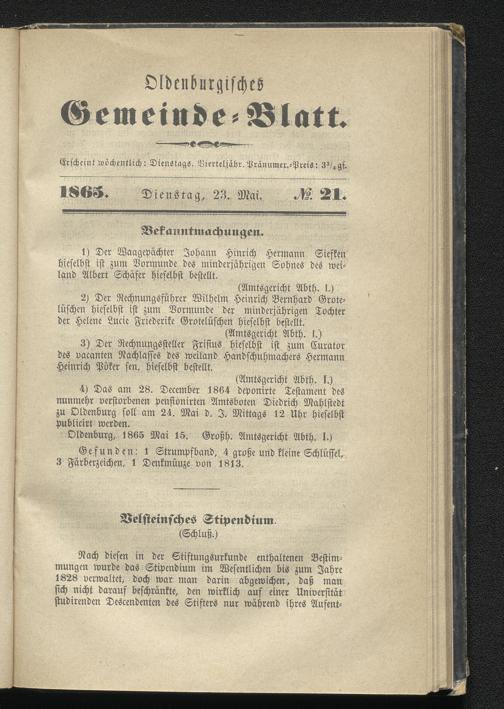 Oldenburgisches
Gemeinde-Blatt.
Erscheint wöchentlich: Dienstags. Vierteljähr. Pränumer.-Preis: 3¾ gſ.
1865. Dienstag, 23. Mai. № 21.
Bekanntmachungen.
1) Der Waagepächter Johann Hinrich Hermann Siefken
hieselbst ist zum Vormunde des minderjährigen Sohnes des wei-
land Albert Schäfer hieselbst bestellt.
(Amtsgericht Abth. I.)
2) Der Rechnungsführer Wilhelm Heinrich Bernhard Grote-
lüschen hieselbst ist zum Vormunde der minderjährigen Tochter
der Helene Lucie Friederike Grotelüschen hieselbst bestellt.
(Amtsgericht Abth. I.)
3) Der Rechnungssteller Frisius hieselbst ist zum Curator
des vacanten Nachlasses des weiland Handschuhmachers Hermann
Heinrich Pöker sen. hieselbst bestellt.
(Amtsgericht Abth. I.)
4) Das am 28. December 1864 deponirte Testament des
nunmehr verstorbenen pensionirten Amtsboten Diedrich Mahlstedt
zu Oldenburg soll am 24. Mai d. J. Mittags 12 Uhr hieselbst
publicirt werden.
Oldenburg, 1865 Mai 15. Großh. Amtsgericht Abth. I.)
Gefunden: 1 Strumpfband, 4 große und kleine Schlüssel,
3 Färberzeichen, 1 Denkmünze von 1813.
Velsteinsches Stipendium.
(Schluß.)
Nach diesen in der Stiftungsurkunde enthaltenen Bestim-
mungen wurde das Stipendium im Wesentlichen bis zum Jahre
1828 verwaltet, doch war man darin abgewichen, daß man
sich nicht darauf beschränkte, den wirklich auf einer Universität
studirenden Descendenten des Stifters nur während ihres Aufent-